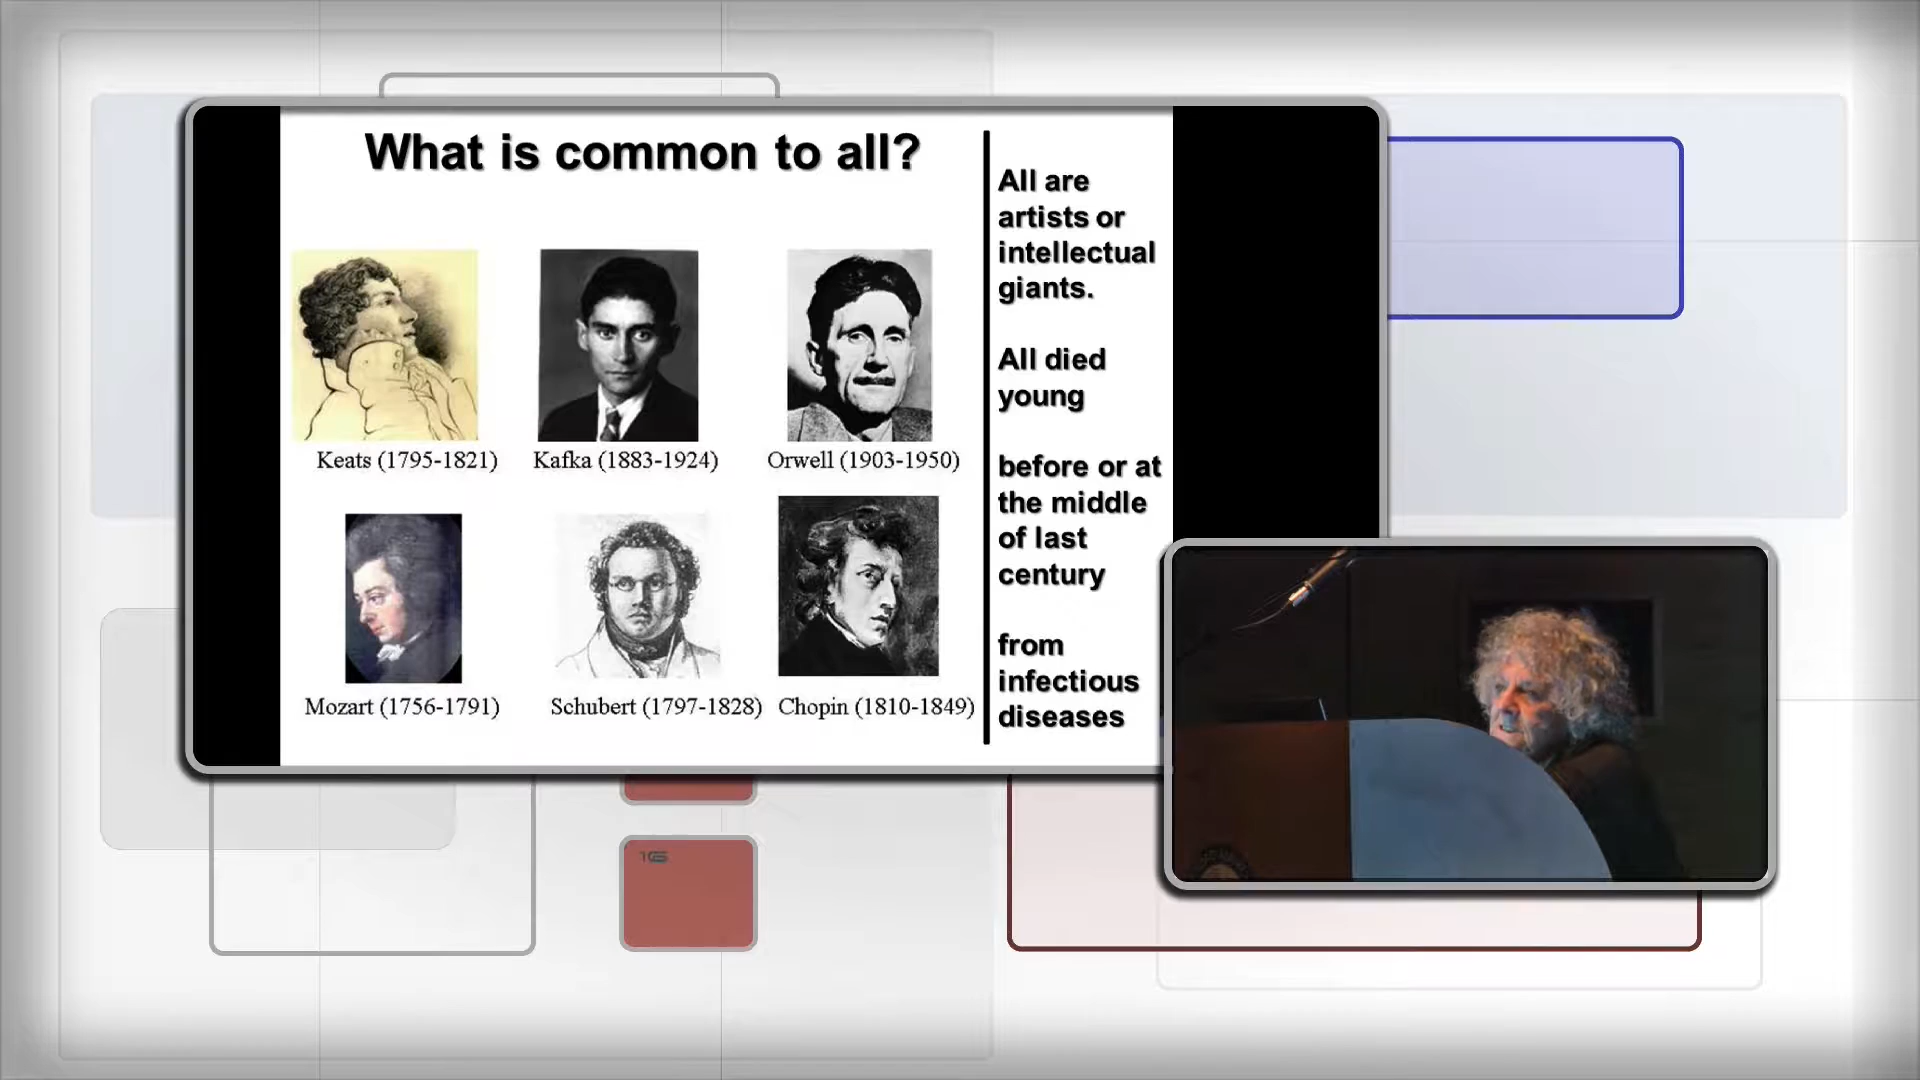 What is common to all?
Keats (1795-1821)
Kafka (1883-1924)
Orwell (1903-1950)
Mozart (1756-1791)
Schubert (1797-1828)
Chopin (1810-1849)
All are
artists or
intellectual
giants.
All died
young
before or at
the middle
of last
century
from
infectious
diseases